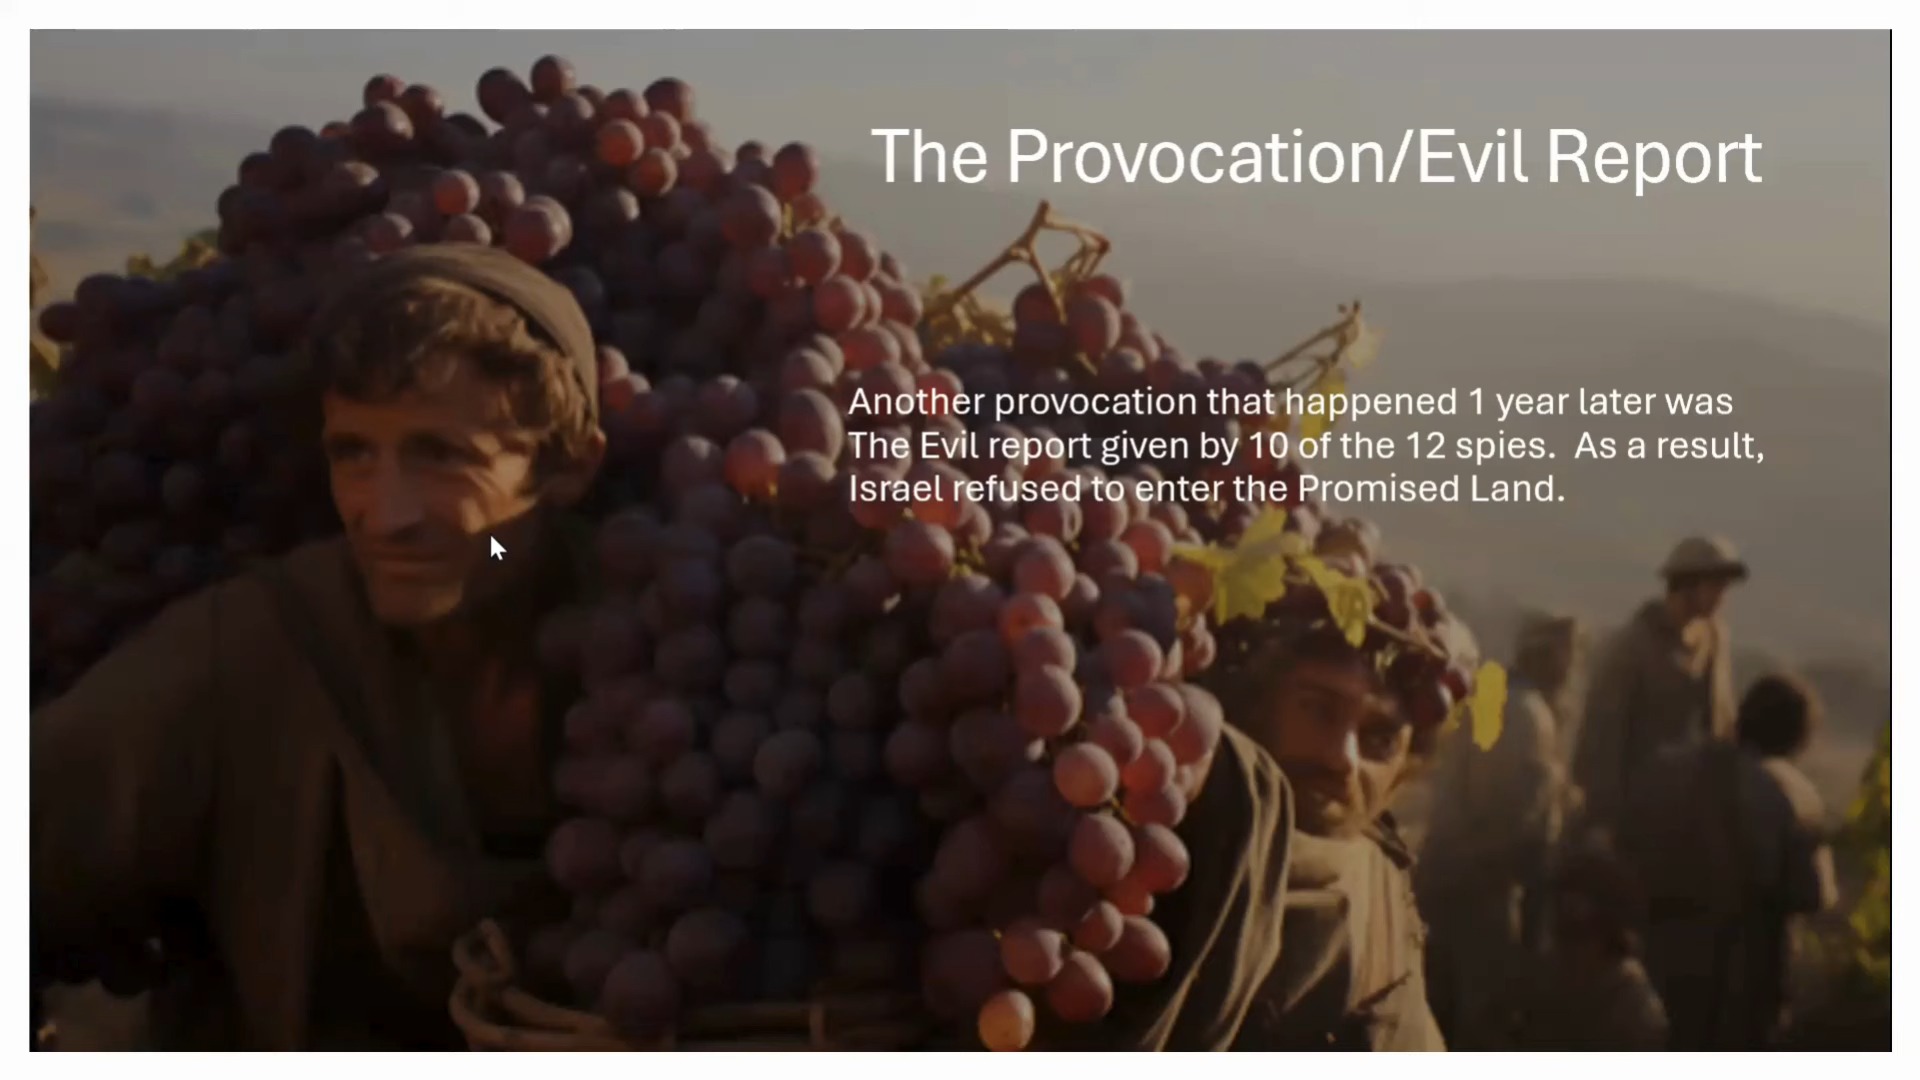 The Provocation/Evil Report
Another provocation that happened 1 year later was
The Evil report given by 10 of the 12 spies.  As a result,
Israel refused to enter the Promised Land.